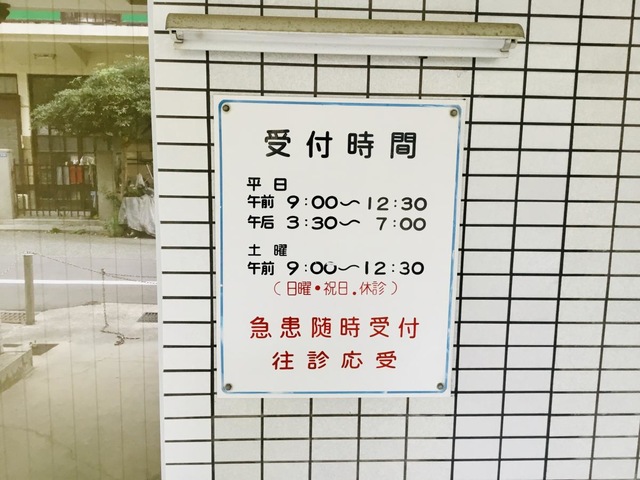 受付時間
平日
午前 9:00〜12:30
午后 3:30〜 7:00
土曜
午前 9:00〜12:30
(日曜・祝日.休診)
急患随時受付
往診応受